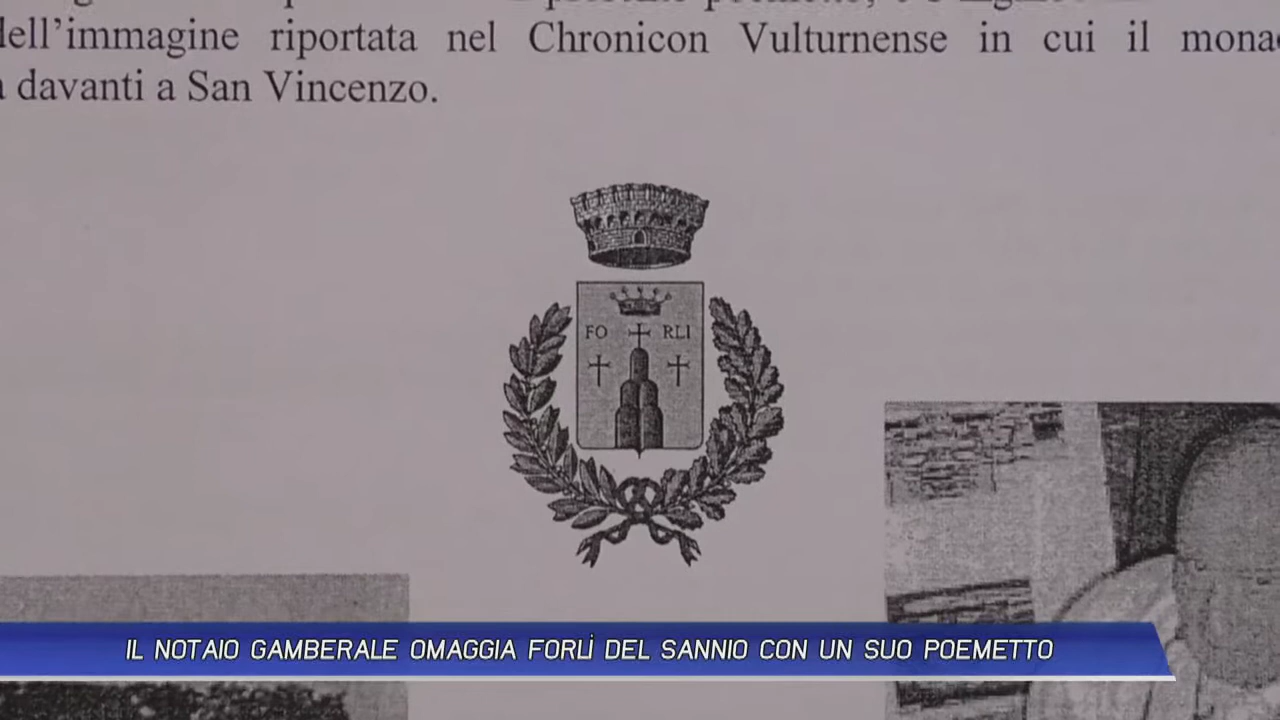 dell'immagine riportata nel Chronicon Vulturnense in cui il
davanti a San Vincenzo.
FO RLI
IL NOTAIO GAMBERALE OMAGGIA FORLÌ DEL SANNIO CON UN SUO POEMETTO